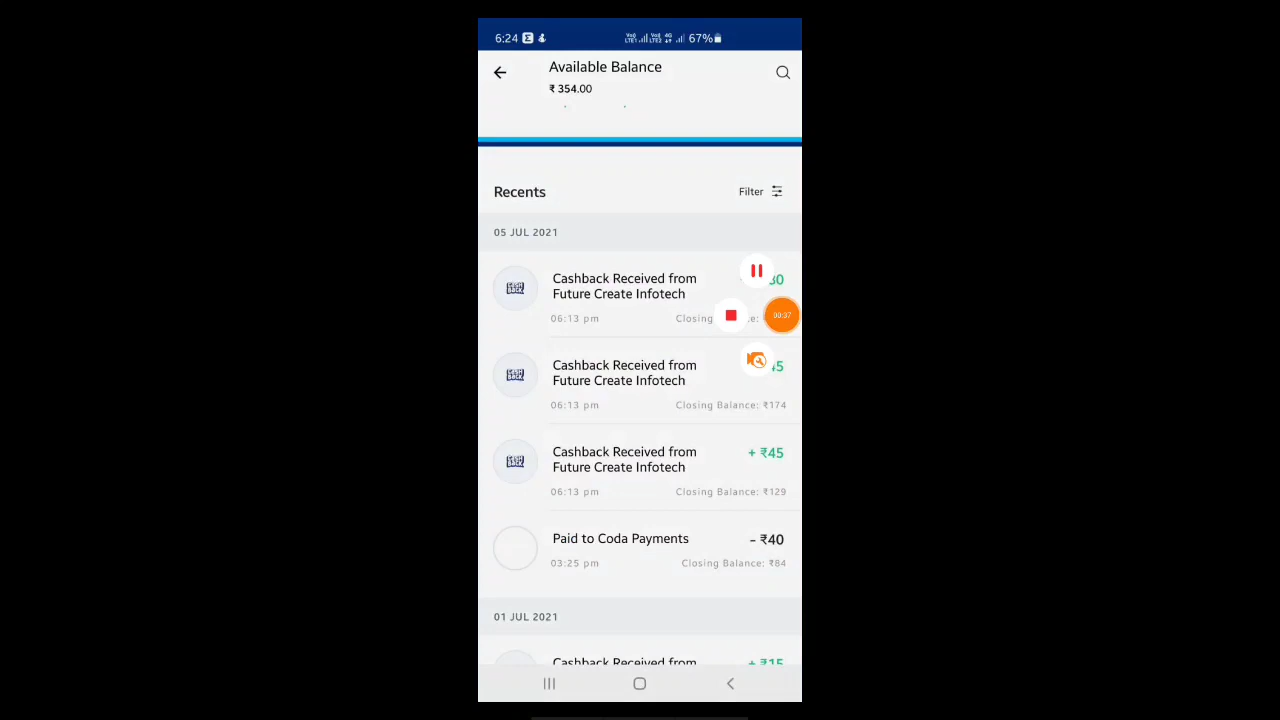 6:24 67%
Available Balance
₹ 354.00
Recents
Filter
05 JUL 2021
Cashback Received from
Future Create Infotech
06:13 pm Closing
Cashback Received from
Future Create Infotech
06:13 pm Closing Balance: ₹174
Cashback Received from
Future Create Infotech
+ ₹45
06:13 pm Closing Balance: ₹129
Paid to Coda Payments
- ₹40
03:25 pm Closing Balance: ₹84
01 JUL 2021
Cashback Received from
+ ₹15
00:37